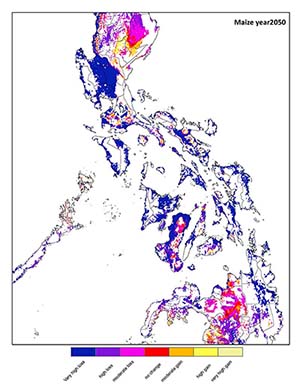 Maize year2050
Very high loss
high loss
moderate loss
no change
moderate gain
high gain
very high gain